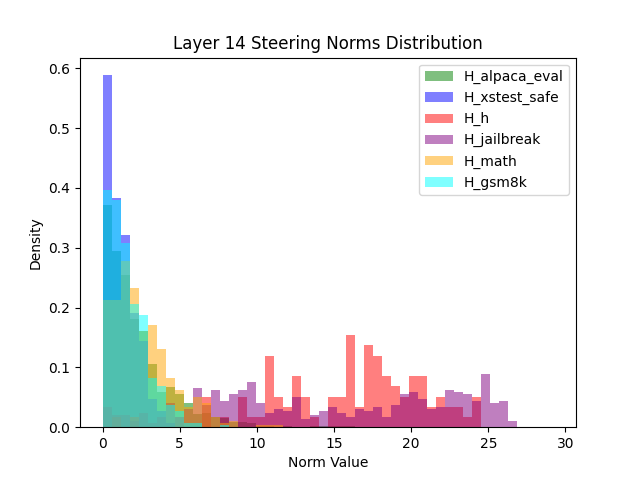 Layer 14 Steering Norms Distribution
H_alpaca_eval
H_xstest_safe
H_h
H_jailbreak
H_math
H_gsm8k
Density
0.6
0.5
0.4
0.3
0.2
0.1
0.0
0 5 10 15 20 25 30
Norm Value